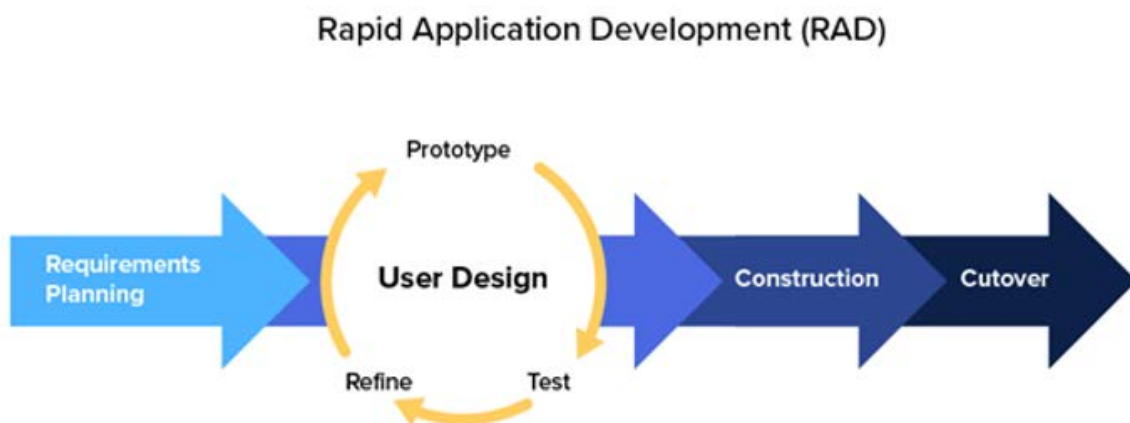 Rapid Application Development (RAD)
Prototype
Requirements
Planning
User Design
Construction
Cutover
Refine
Test